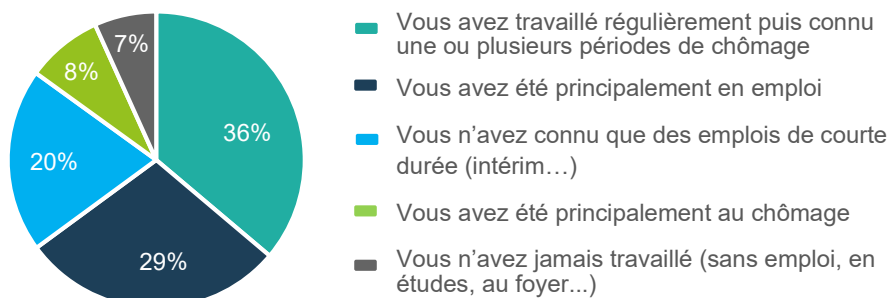 7%
8%
36%
20%
29%
Vous avez travaillé régulièrement puis connu
une ou plusieurs périodes de chômage
Vous avez été principalement en emploi
Vous n’avez connu que des emplois de courte
durée (intérim…)
Vous avez été principalement au chômage
Vous n’avez jamais travaillé (sans emploi, en
études, au foyer...)